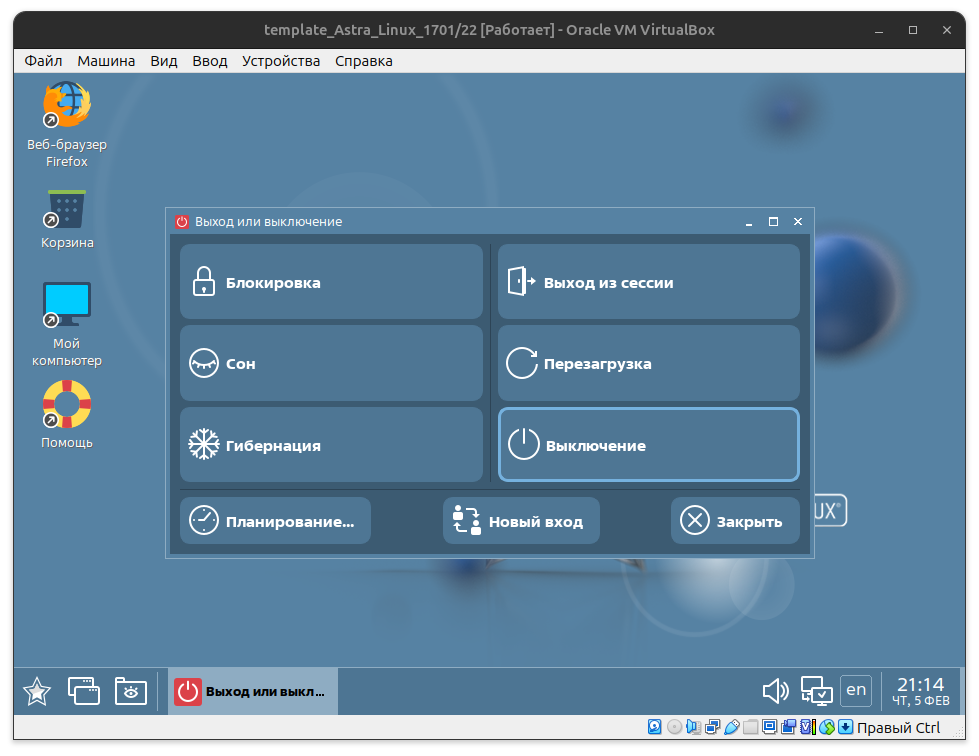 template_Astra_Linux_1701/22 [Работает] - Oracle VM VirtualBox
Файл Машина Вид Ввод Устройства Справка
Веб-браузер
Firefox
Корзина
Мой
компьютер
Помощь
Выход или выключение
Блокировка
Выход из сессии
Сон
Перезагрузка
Гибернация
Выключение
Планирование...
Новый вход
Закрыть
UX®
Выход или выкл...
en
21:14
ЧТ, 5 ФЕВ
Правый Ctrl